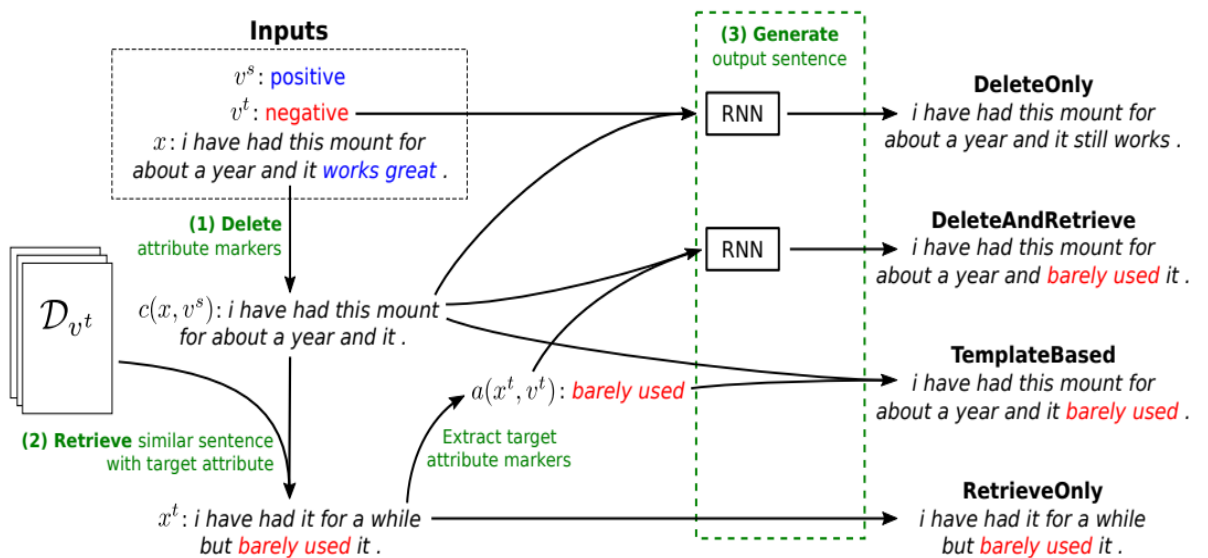 Inputs
v^s: positive
v^t: negative
x: i have had this mount for
about a year and it works great .
(1) Delete
attribute markers
D_{v^t}
c(x, v^s): i have had this mount
for about a year and it .
(2) Retrieve similar sentence
with target attribute
x^t: i have had it for a while
but barely used it .
a(x^t, v^t): barely used
Extract target
attribute markers
(3) Generate
output sentence
RNN
RNN
DeleteOnly
i have had this mount for
about a year and it still works .
DeleteAndRetrieve
i have had this mount for
about a year and barely used it .
TemplateBased
i have had this mount for
about a year and it barely used .
RetrieveOnly
i have had it for a while
but barely used it .